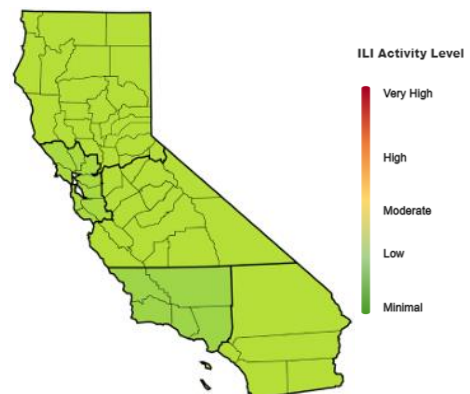 ILI Activity Level
Very High
High
Moderate
Low
Minimal